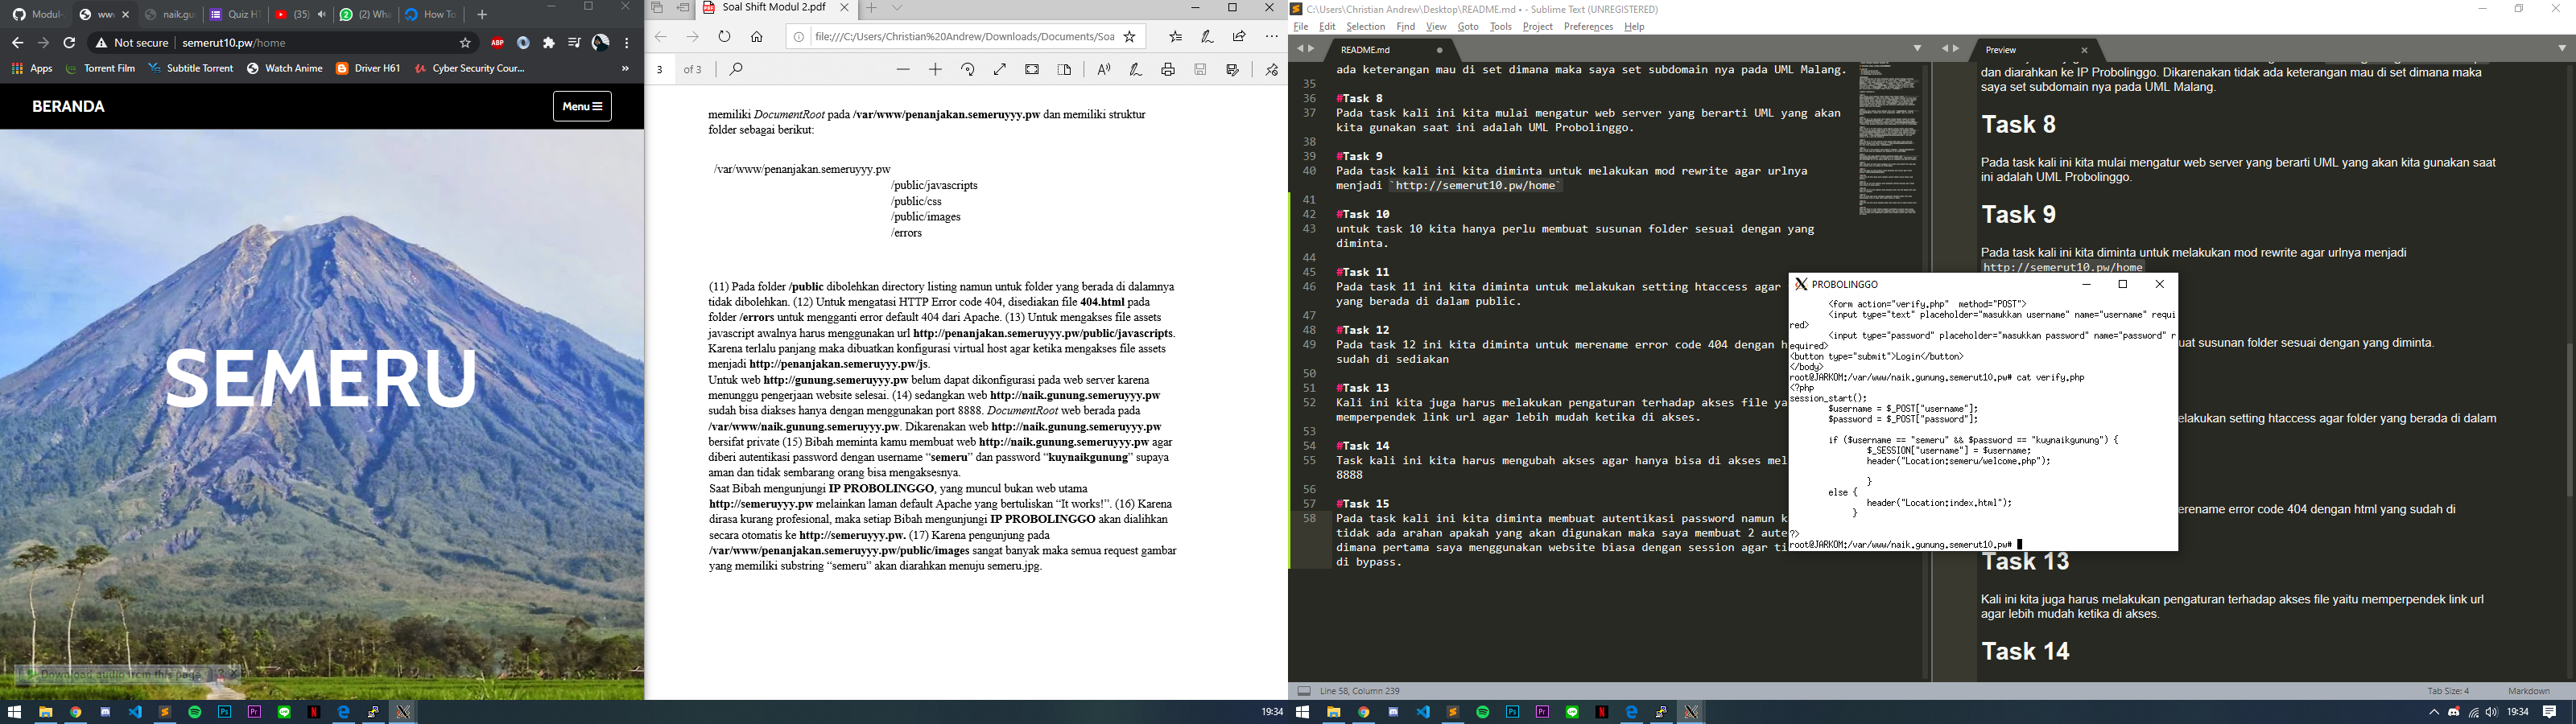 Modul-
ww
naik.gu
Quiz HT
(35)
(2) Wha
How To
Not secure
semerut10.pw/home
Apps
Torrent Film
Subtitle Torrent
Watch Anime
Driver H61
Cyber Security Cour...
BERANDA
Menu
SEMERU
Download audio from this page
Soal Shift Modul 2.pdf
file:///C:/Users/Christian%20Andrew/Downloads/Documents/Soa
3 of 3
memiliki DocumentRoot pada /var/www/penanjakan.semeruyyy.pw dan memiliki struktur
folder sebagai berikut:
/var/www/penanjakan.semeruyyy.pw
/public/javascripts
/public/css
/public/images
/errors
(11) Pada folder /public dibolehkan directory listing namun untuk folder yang berada di dalamnya
tidak dibolehkan. (12) Untuk mengatasi HTTP Error code 404, disediakan file 404.html pada
folder /errors untuk mengganti error default 404 dari Apache. (13) Untuk mengakses file assets
javascript awalnya harus menggunakan url http://penanjakan.semeruyyy.pw/public/javascripts.
Karena terlalu panjang maka dibuatkan konfigurasi virtual host agar ketika mengakses file assets
menjadi http://penanjakan.semeruyyy.pw/js.
Untuk web http://gunung.semeruyyy.pw belum dapat dikonfigurasi pada web server karena
menunggu pengerjaan website selesai. (14) sedangkan web http://naik.gunung.semeruyyy.pw
sudah bisa diakses hanya dengan menggunakan port 8888. DocumentRoot web berada pada
/var/www/naik.gunung.semeruyyy.pw. Dikarenakan web http://naik.gunung.semeruyyy.pw
bersifat private (15) Bibah meminta kamu membuat web http://naik.gunung.semeruyyy.pw agar
diberi autentikasi password dengan username “semeru” dan password “kuynaikgunung” supaya
aman dan tidak sembarang orang bisa mengaksesnya.
Saat Bibah mengunjungi IP PROBOLINGGO, yang muncul bukan web utama
http://semeruyyy.pw melainkan laman default Apache yang bertuliskan “It works!”. (16) Karena
dirasa kurang profesional, maka setiap Bibah mengunjungi IP PROBOLINGGO akan dialihkan
secara otomatis ke http://semeruyyy.pw. (17) Karena pengunjung pada
/var/www/penanjakan.semeruyyy.pw/public/images sangat banyak maka semua request gambar
yang memiliki substring “semeru” akan diarahkan menuju semeru.jpg.
19:34
C:\Users\Christian Andrew\Desktop\README.md • - Sublime Text (UNREGISTERED)
File Edit Selection Find View Goto Tools Project Preferences Help
README.md
ada keterangan mau di set dimana maka saya set subdomain nya pada UML Malang.
35
36 #Task 8
37 Pada task kali ini kita mulai mengatur web server yang berarti UML yang akan
kita gunakan saat ini adalah UML Probolinggo.
38
39 #Task 9
40 Pada task kali ini kita diminta untuk melakukan mod rewrite agar urlnya
menjadi `http://semerut10.pw/home`
41
42 #Task 10
43 untuk task 10 kita hanya perlu membuat susunan folder sesuai dengan yang
diminta.
44
45 #Task 11
46 Pada task 11 ini kita diminta untuk melakukan setting htaccess agar
yang berada di dalam public.
47
48 #Task 12
49 Pada task 12 ini kita diminta untuk merename error code 404 dengan h
sudah di sediakan
50
51 #Task 13
52 Kali ini kita juga harus melakukan pengaturan terhadap akses file ya
memperpendek link url agar lebih mudah ketika di akses.
53
54 #Task 14
55 Task kali ini kita harus mengubah akses agar hanya bisa di akses mel
8888
56
57 #Task 15
58 Pada task kali ini kita diminta membuat autentikasi password namun k
tidak ada arahan apakah yang akan digunakan maka saya membuat 2 aute
dimana pertama saya menggunakan website biasa dengan session agar ti
di bypass.
Line 58, Column 239
Preview
dan diarahkan ke IP Probolinggo. Dikarenakan tidak ada keterangan mau di set dimana maka
saya set subdomain nya pada UML Malang.
Task 8
Pada task kali ini kita mulai mengatur web server yang berarti UML yang akan kita gunakan saat
ini adalah UML Probolinggo.
Task 9
Pada task kali ini kita diminta untuk melakukan mod rewrite agar urlnya menjadi
http://semerut10.pw/home
uat susunan folder sesuai dengan yang diminta.
elakukan setting htaccess agar folder yang berada di dalam
erename error code 404 dengan html yang sudah di
Task 13
Kali ini kita juga harus melakukan pengaturan terhadap akses file yaitu memperpendek link url
agar lebih mudah ketika di akses.
Task 14
PROBOLINGGO
<form action="verify.php" method="POST">
<input type="text" placeholder="masukkan username" name="username" requi
red>
<input type="password" placeholder="masukkan password" name="password" r
equired>
<button type="submit">Login</button>
</body>
root@JARKOM:/var/www/naik.gunung.semerut10.pw# cat verify.php
<?php
session_start();
$username = $_POST["username"];
$password = $_POST["password"];
if ($username == "semeru" && $password == "kuynaikgunung") {
$_SESSION["username"] = $username;
header("Location:semeru/welcome.php");
}
else {
header("Location:index.html");
}
?>
root@JARKOM:/var/www/naik.gunung.semerut10.pw#
Tab Size: 4
Markdown
19:34